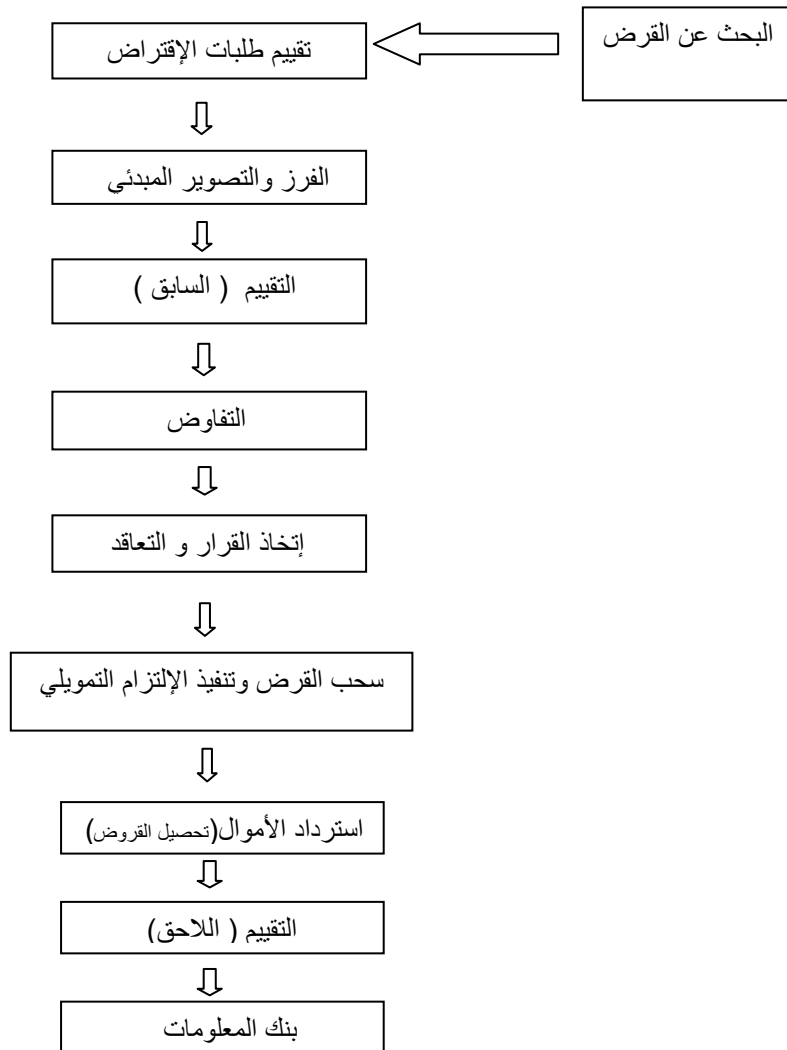 البحث عن القرض
تقييم طلبات الإقتراض
الفرز والتصوير المبدئي
التقييم ( السابق )
التفاوض
إتخاذ القرار و التعاقد
سحب القرض وتنفيذ الإلتزام التمويلي
استرداد الأموال(تحصيل القروض)
التقييم ( اللاحق)
بنك المعلومات